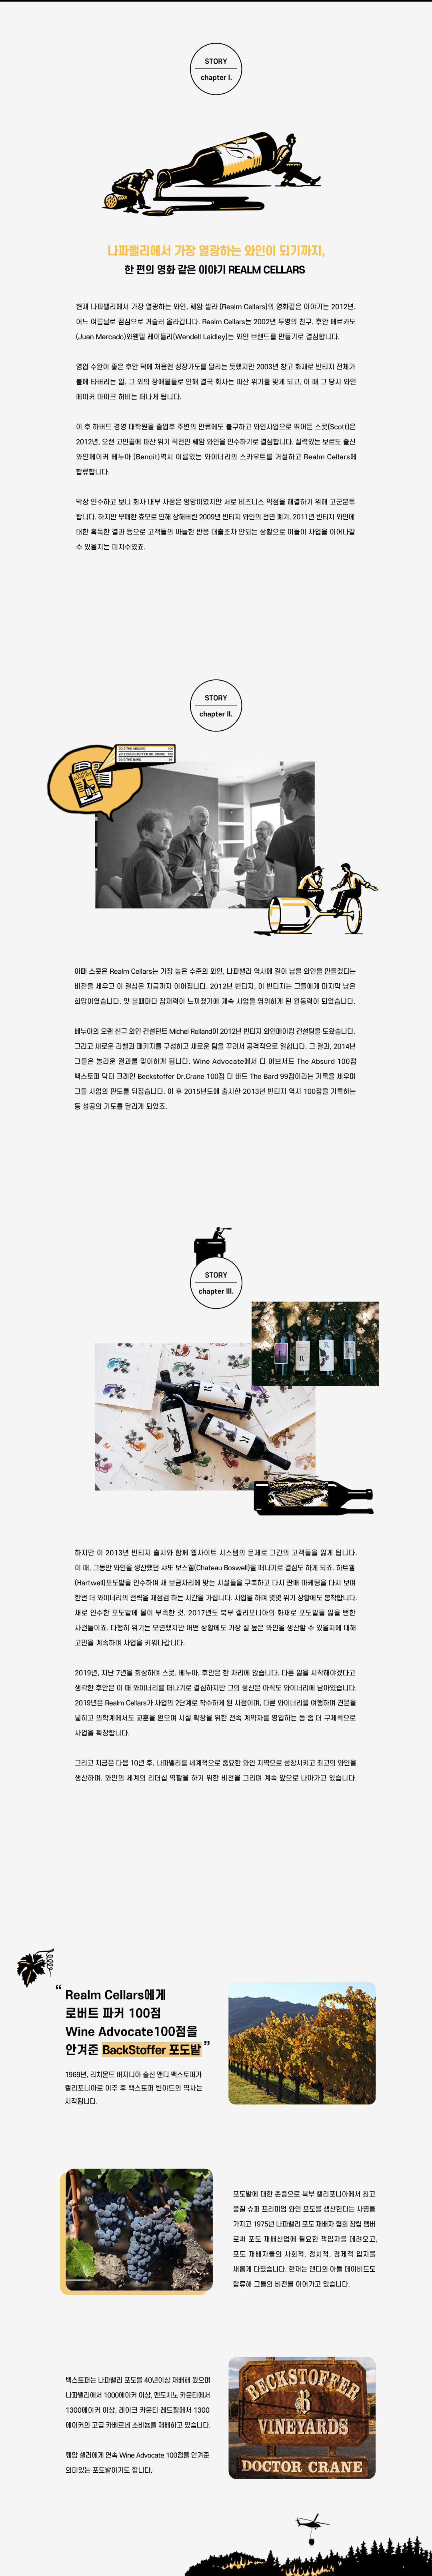 STORY
chapter I.
나파밸리에서 가장 열광하는 와인이 되기까지,
한 편의 영화 같은 이야기 REALM CELLARS
현재 나파밸리에서 가장 열광하는 와인, 퀘암 셀라 (Realm Cellars)의 영화같은 이야기는 2012년,
어느 여름날로 점심으로 거슬러 올라갑니다. Realm Cellars는 2002년 두명의 친구, 후안 메르카도
(Juan Mercado)와웬델 레이들리(Wendell Laidley)는 와인 브랜드를 만들기로 결심합니다.
영업 수완이 좋은 후안 덕에 처음엔 성장가도를 달리는 듯했지만 2003년 창고 화재로 빈티지 전체가
불에 타버리는 일, 그 외의 장애물들로 인해 결국 회사는 파산 위기를 맞게 되고, 이 때 그 당시 와인
메이커 마이크 허비는 떠나게 됩니다.
이 후 하버드 경영 대학원을 졸업후 주변의 만류에도 불구하고 와인사업으로 뛰어든 스콧(Scott)은
2012년, 오랜 고민끝에 파산 위기 직전인 퀘암 와인을 인수하기로 결심합니다. 실력있는 보르도 출신
와인메이커 베누아 (Benoit)역시 이름있는 와이너리의 스카우트를 거절하고 Realm Cellars에
합류합니다.
막상 인수하고 보니 회사 내부 사정은 엉망이였지만 서로 비즈니스 약점을 해결하기 위해 고군분투
합니다. 하지만 부패한 효모로 인해 상해버린 2009년 빈티지 와인의 전면 폐기, 2011년 빈티지 와인에
대한 혹독한 결과 등으로 고객들의 싸늘한 반응 대출조차 안되는 상황으로 이들이 사업을 이어나갈
수 있을지는 미지수였죠.
STORY
chapter II.
2012 THE ABSURD 100
2012 BECKSTOFFER DR. CRANE 100
2012 THE BARD 99
이때 스콧은 Realm Cellars는 가장 높은 수준의 와인, 나파밸리 역사에 길이 남을 와인을 만들겠다는
비전을 세우고 이 결심은 지금까지 이어집니다. 2012년 빈티지, 이 빈티지는 그들에게 마지막 남은
희망이였습니다. 맛 볼때마다 잠재력이 느껴졌기에 계속 사업을 영위하게 된 원동력이 되었습니다.
베누아의 오랜 친구 와인 컨설턴트 Michel Rolland이 2012년 빈티지 와인메이킹 컨설팅을 도왔습니다.
그리고 새로운 라벨과 패키지를 구성하고 새로운 팀을 꾸려서 공격적으로 일합니다. 그 결과, 2014년
그들은 놀라운 결과를 맞이하게 됩니다. Wine Advocate에서 디 어브서드 The Absurd 100점
백스토퍼 닥터 크레인 Beckstoffer Dr.Crane 100점 더 바드 The Bard 99점이라는 기록을 세우며
그들 사업의 판도를 뒤집습니다. 이 후 2015년도에 출시한 2013년 빈티지 역시 100점을 기록하는
등 성공의 가도를 달리게 되었죠.
STORY
chapter III.
하지만 이 2013년 빈티지 출시와 함께 웹사이트 시스템의 문제로 그간의 고객들을 잃게 됩니다.
이 때, 그동안 와인을 생산했던 샤또 보스웰(Chateau Boswell)을 떠나기로 결심도 하게 되죠. 하트웰
(Hartwell)포도밭을 인수하여 새 보금자리에 맞는 시설들을 구축하고 다시 판매 마케팅을 다시 보며
한번 더 와이너리의 전략을 재점검 하는 시간을 가집니다. 사업을 하며 몇몇 위기 상황에도 봉착합니다.
새로 인수한 포도밭에 물이 부족한 것, 2017년도 북부 캘리포니아의 화재로 포도밭을 잃을 뻔한
사건들이죠. 다행히 위기는 모면했지만 어떤 상황에도 가장 질 높은 와인을 생산할 수 있을지에 대해
고민을 계속하며 사업을 키워나갑니다.
2019년, 지난 7년을 회상하며 스콧, 베누아, 후안은 한 자리에 앉습니다. 다른 일을 시작해야겠다고
생각한 후안은 이 때 와이너리를 떠나기로 결심하지만 그의 정신은 아직도 와이너리에 남아있습니다.
2019년은 Realm Cellars가 사업의 2단계로 착수하게 된 시점이며, 다른 와이너리를 여행하며 견문을
넓히고 의학계에서도 교훈을 얻으며 시설 확장을 위한 전속 계약자를 영입하는 등 좀 더 구체적으로
사업을 확장합니다.
그리고 지금은 다음 10년 후, 나파밸리를 세계적으로 중요한 와인 지역으로 성장시키고 최고의 와인을
생산하며, 와인의 세계의 리더십 역할을 하기 위한 비전을 그리며 계속 앞으로 나아가고 있습니다.
“ Realm Cellars에게
로버트 파커 100점
Wine Advocate100점을
안겨준 BackStoffer 포도밭 ”
1969년, 리치몬드 버지니아 출신 앤디 백스토퍼가
캘리포니아로 이주 후 백스토퍼 빈야드의 역사는
시작됩니다.
포도밭에 대한 존중으로 북부 캘리포니아에서 최고
품질 슈퍼 프리미엄 와인 포도를 생산한다는 사명을
가지고 1975년 나파밸리 포도 재배자 협회 창립 멤버
로써 포도 재배산업에 필요한 책임자를 데려오고,
포도 재배자들의 사회적, 정치적, 경제적 입지를
새롭게 다졌습니다. 현재는 앤디의 아들 데이비드도
합류해 그들의 비전을 이어가고 있습니다.
백스토퍼는 나파밸리 포도를 40년이상 재배해 왔으며
나파밸리에서 1000에이커 이상, 멘도치노 카운티에서
1300에이커 이상, 레이크 카운티 레드힐에서 1300
에이커의 고급 카베르네 소비뇽을 재배하고 있습니다.
퀘암 셀러에게 연속 Wine Advocate 100점을 안겨준
의미있는 포도밭이기도 합니다.
BECKSTOFFER
B
VINEYARDS
DOCTOR CRANE